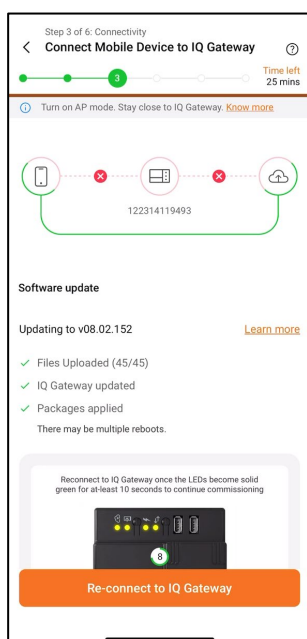 Step 3 of 6: Connectivity
Connect Mobile Device to IQ Gateway
3
Time left
25 mins
Turn on AP mode. Stay close to IQ Gateway. Know more
122314119493
Software update
Updating to v08.02.152 Learn more
Files Uploaded (45/45)
IQ Gateway updated
Packages applied
There may be multiple reboots.
Reconnect to IQ Gateway once the LEDs become solid
green for at-least 10 seconds to continue commissioning
8
Re-connect to IQ Gateway